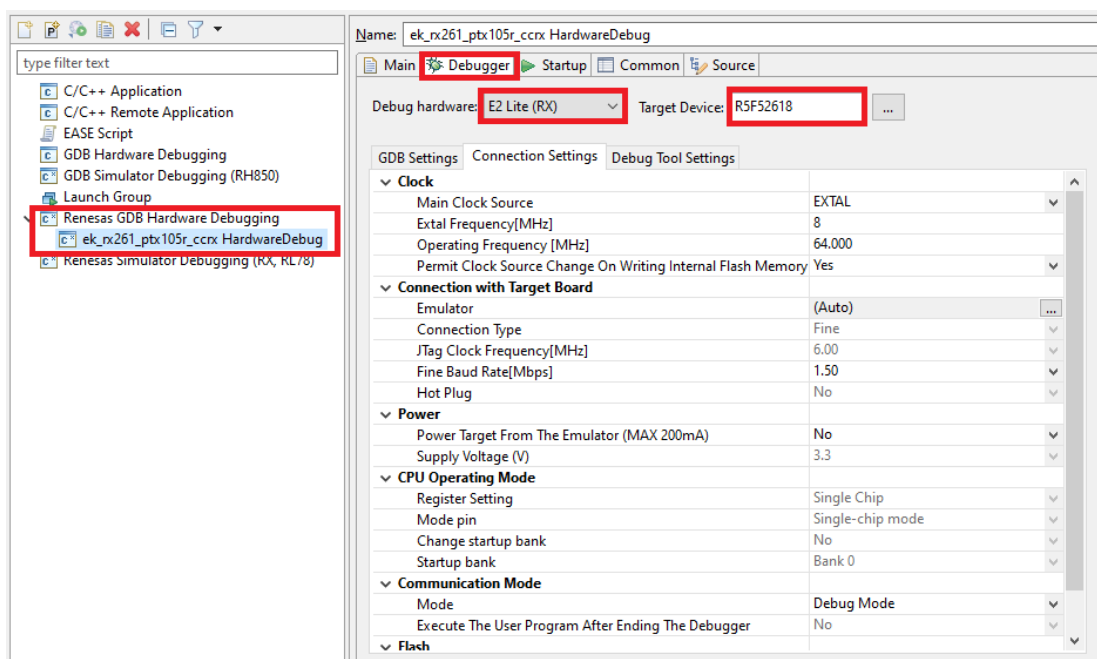 type filter text
C/C++ Application
C/C++ Remote Application
EASE Script
GDB Hardware Debugging
GDB Simulator Debugging (RH850)
Launch Group
Renesas GDB Hardware Debugging
ek_rx261_ptx105r_ccrx HardwareDebug
Renesas Simulator Debugging (RX, RL78)
Name: ek_rx261_ptx105r_ccrx HardwareDebug
Main Debugger Startup Common Source
Debug hardware: E2 Lite (RX) Target Device: R5F52618 ...
GDB Settings Connection Settings Debug Tool Settings
Clock
Main Clock Source EXTAL
Extal Frequency[MHz] 8
Operating Frequency [MHz] 64.000
Permit Clock Source Change On Writing Internal Flash Memory Yes
Connection with Target Board
Emulator (Auto) ...
Connection Type Fine
JTag Clock Frequency[MHz] 6.00
Fine Baud Rate[Mbps] 1.50
Hot Plug No
Power
Power Target From The Emulator (MAX 200mA) No
Supply Voltage (V) 3.3
CPU Operating Mode
Register Setting Single Chip
Mode pin Single-chip mode
Change startup bank No
Startup bank Bank 0
Communication Mode
Mode Debug Mode
Execute The User Program After Ending The Debugger No
Flash